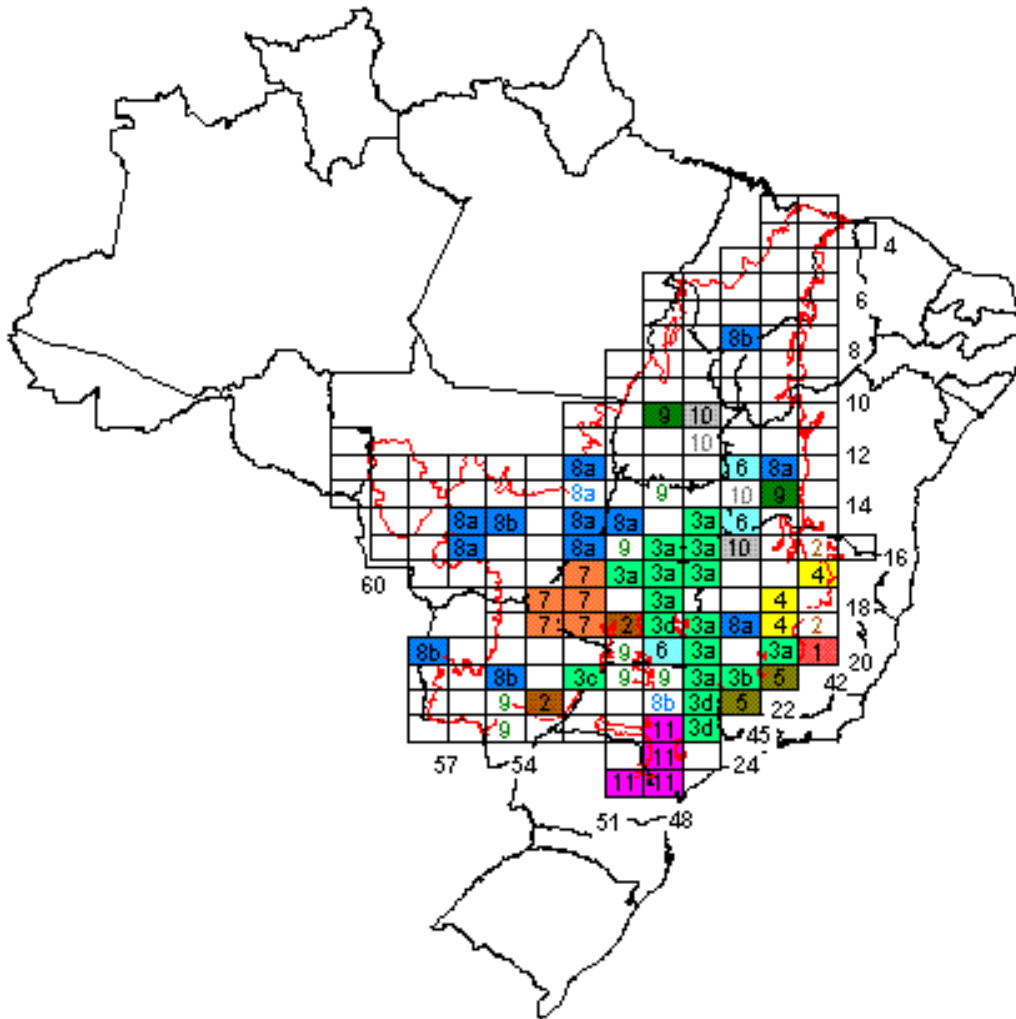 4
6
8b
8
9 10 10
10 12
8a 6 8a
8a 9 10 9 14
8a 8b 8a 8a 3a 6
8a 8a 9 3a 3a 10 2 16
60 7 3a 3a 3a 4
7 7 3a 4 18
7 7 2 3d 3a 8a 4 2
8b 9 6 3a 3a 1 20
8b 3c 9 9 3a 3b 5 42
9 2 8b 3d 5 22
9 11 3d 45
57 54 11 24
11 11
51 48